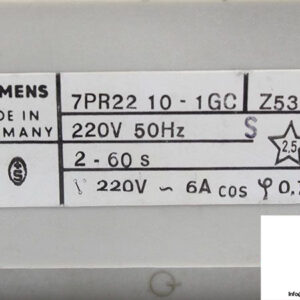 MENS 7PR22 10 - 1GC Z53
DE IN
MANY 220V 50Hz S
2 - 60 s 2,5
220V ~ 6A cos φ 0,7
Info@